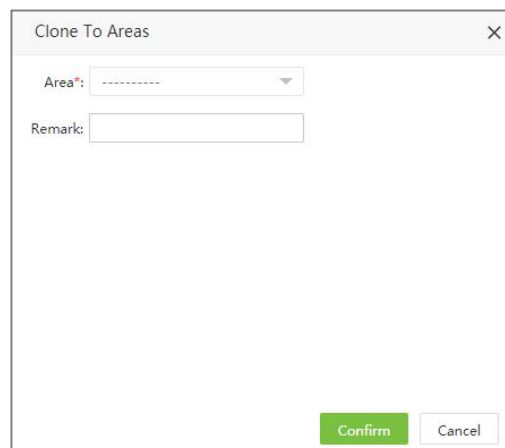 Clone To Areas
Area*: ----------
Remark:
Confirm Cancel